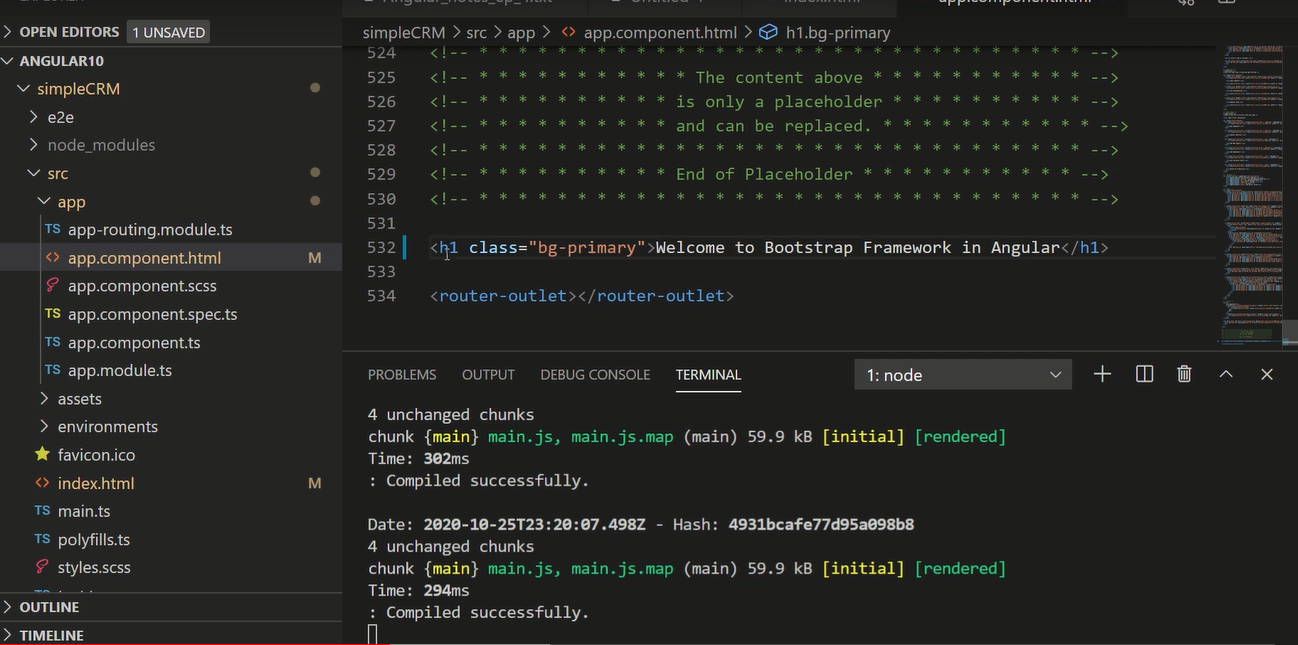 OPEN EDITORS 1 UNSAVED
ANGULAR10
simpleCRM
e2e
node_modules
src
app
TS app-routing.module.ts
<> app.component.html M
app.component.scss
TS app.component.spec.ts
TS app.component.ts
TS app.module.ts
assets
environments
favicon.ico
<> index.html M
TS main.ts
TS polyfills.ts
styles.scss
OUTLINE
TIMELINE
simpleCRM > src > app > <> app.component.html > h1.bg-primary
524 <!-- * * * * * * * * * * * * * * * * * * * * * * * * * * * * * * * -->
525 <!-- * * * * * * * * * * * The content above * * * * * * * * * * * -->
526 <!-- * * * * * * * * * * is only a placeholder * * * * * * * * * * -->
527 <!-- * * * * * * * * * * and can be replaced. * * * * * * * * * * * -->
528 <!-- * * * * * * * * * * * * * * * * * * * * * * * * * * * * * * * -->
529 <!-- * * * * * * * * * * End of Placeholder * * * * * * * * * * * -->
530 <!-- * * * * * * * * * * * * * * * * * * * * * * * * * * * * * * * -->
531
532 <h1 class="bg-primary">Welcome to Bootstrap Framework in Angular</h1>
533
534 <router-outlet></router-outlet>
PROBLEMS OUTPUT DEBUG CONSOLE TERMINAL 1: node
4 unchanged chunks
chunk {main} main.js, main.js.map (main) 59.9 kB [initial] [rendered]
Time: 302ms
: Compiled successfully.
Date: 2020-10-25T23:20:07.498Z - Hash: 4931bcafe77d95a098b8
4 unchanged chunks
chunk {main} main.js, main.js.map (main) 59.9 kB [initial] [rendered]
Time: 294ms
: Compiled successfully.